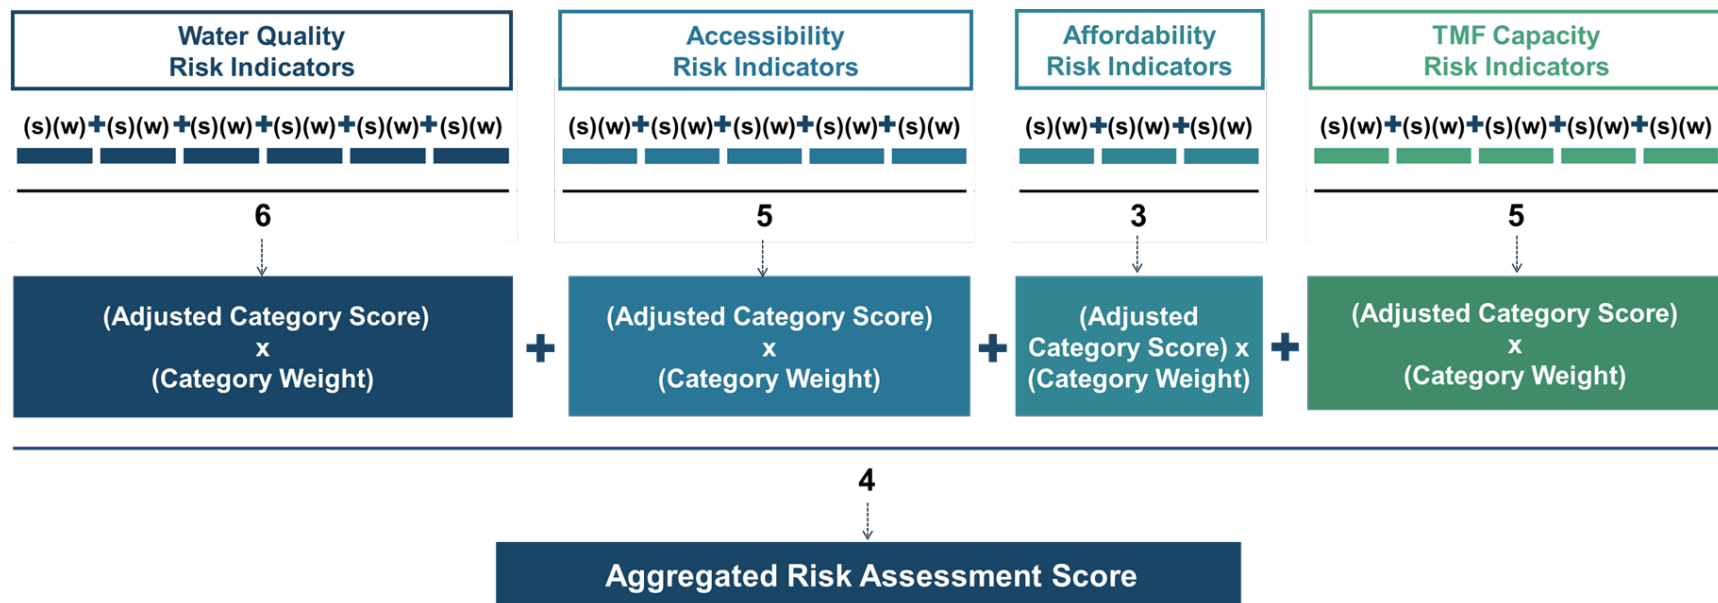 Water Quality
Risk Indicators
(s)(w)+(s)(w)+(s)(w)+(s)(w)+(s)(w)+(s)(w)
6
(Adjusted Category Score)
x
(Category Weight)
+
Accessibility
Risk Indicators
(s)(w)+(s)(w)+(s)(w)+(s)(w)+(s)(w)
5
(Adjusted Category Score)
x
(Category Weight)
+
Affordability
Risk Indicators
(s)(w)+(s)(w)+(s)(w)
3
(Adjusted
Category Score) x
(Category Weight)
+
TMF Capacity
Risk Indicators
(s)(w)+(s)(w)+(s)(w)+(s)(w)+(s)(w)
5
(Adjusted Category Score)
x
(Category Weight)
4
Aggregated Risk Assessment Score